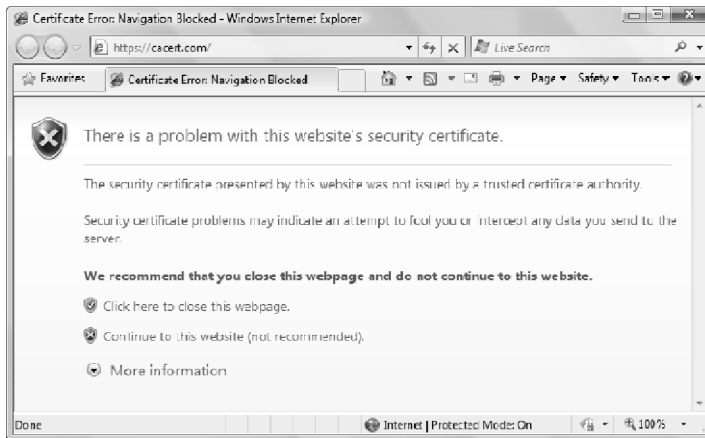 Certificate Error: Navigation Blocked - Windows Internet Explorer
https://cacert.com/
Live Search
Favorites
Certificate Error: Navigation Blocked
Page
Safety
Tools
There is a problem with this website's security certificate.
The security certificate presented by this website was not issued by a trusted certificate authority.
Security certificate problems may indicate an attempt to fool you or intercept any data you send to the
server.
We recommend that you close this webpage and do not continue to this website.
Click here to close this webpage.
Continue to this website (not recommended).
More information
Done
Internet | Protected Mode: On
100%